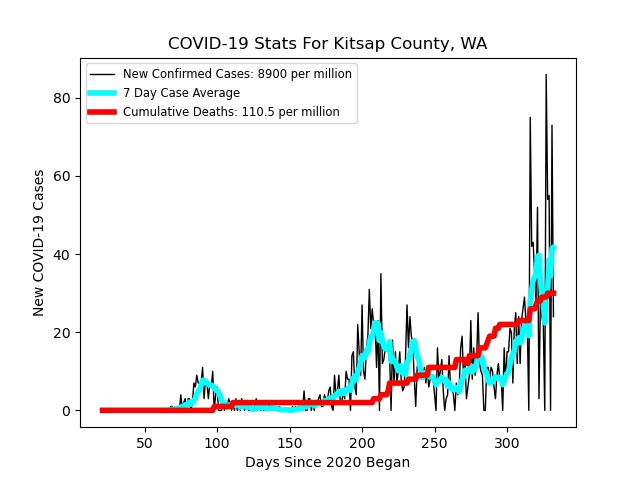 COVID-19 Stats For Kitsap County, WA
New Confirmed Cases: 8900 per million
7 Day Case Average
Cumulative Deaths: 110.5 per million
New COVID-19 Cases
80
60
40
20
0
50 100 150 200 250 300
Days Since 2020 Began